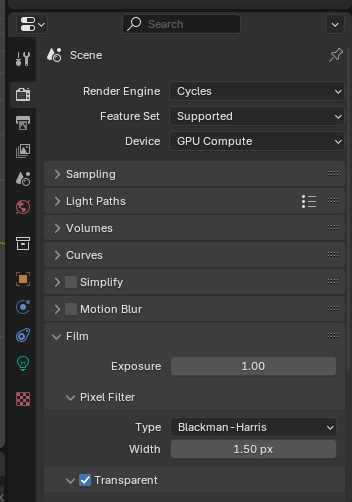 Search
Scene
Render Engine Cycles
Feature Set Supported
Device GPU Compute
Sampling
Light Paths
Volumes
Curves
Simplify
Motion Blur
Film
Exposure 1.00
Pixel Filter
Type Blackman-Harris
Width 1.50 px
Transparent